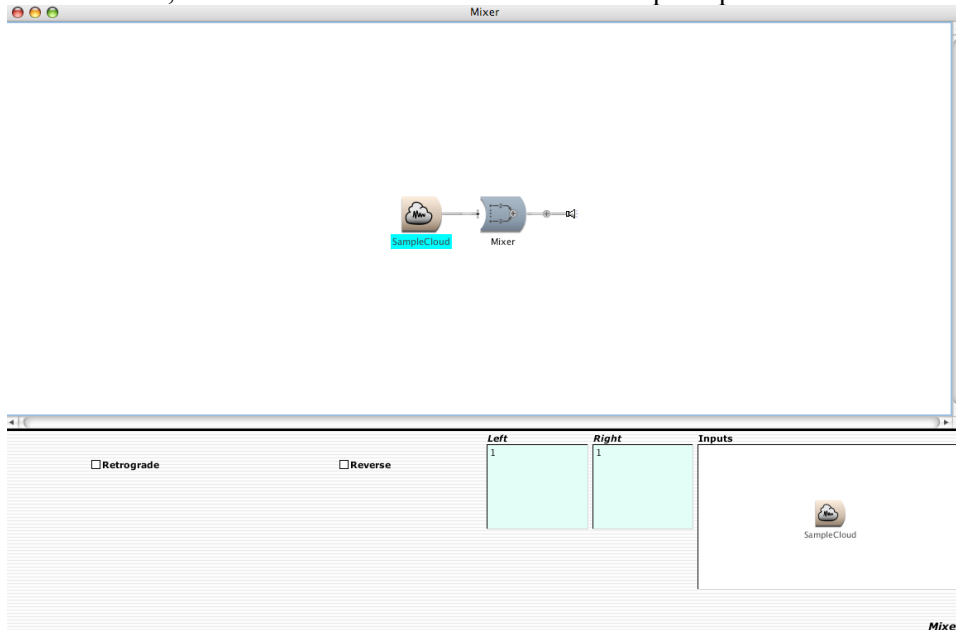 Mixer
SampleCloud
Mixer
Left
Right
Inputs
1
1
Retrograde
Reverse
SampleCloud
Mixe